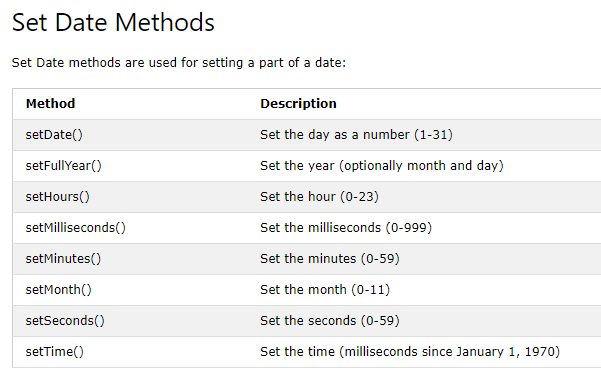 Set Date Methods
Set Date methods are used for setting a part of a date:
Method Description
setDate() Set the day as a number (1-31)
setFullYear() Set the year (optionally month and day)
setHours() Set the hour (0-23)
setMilliseconds() Set the milliseconds (0-999)
setMinutes() Set the minutes (0-59)
setMonth() Set the month (0-11)
setSeconds() Set the seconds (0-59)
setTime() Set the time (milliseconds since January 1, 1970)